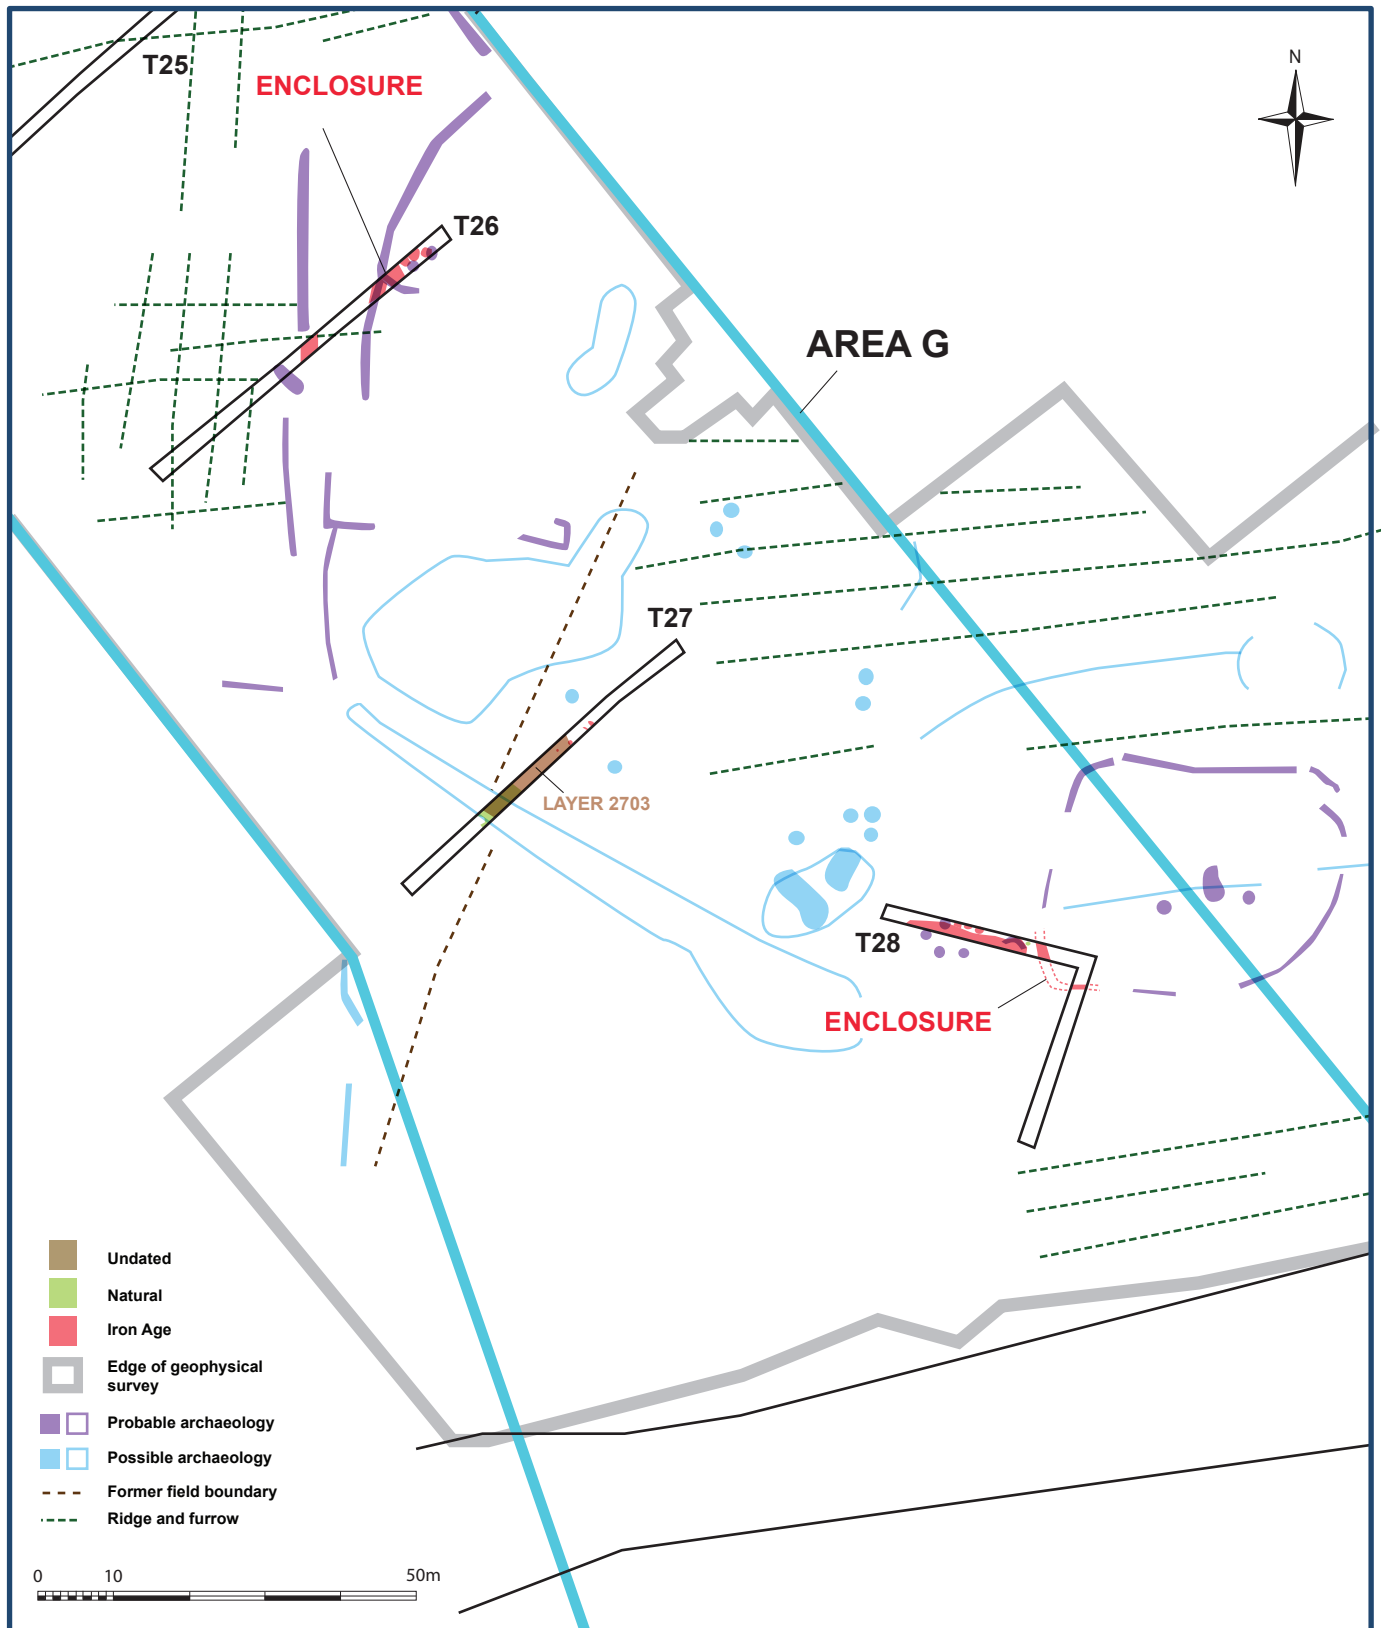 N
T25
ENCLOSURE
T26
AREA G
T27
LAYER 2703
T28
ENCLOSURE
Undated
Natural
Iron Age
Edge of geophysical
survey
Probable archaeology
Possible archaeology
Former field boundary
Ridge and furrow
0 10 50m